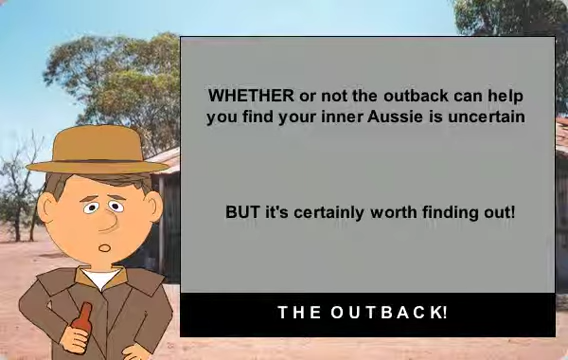 WHETHER or not the outback can help
you find your inner Aussie is uncertain
BUT it's certainly worth finding out!
THE OUTBACK!